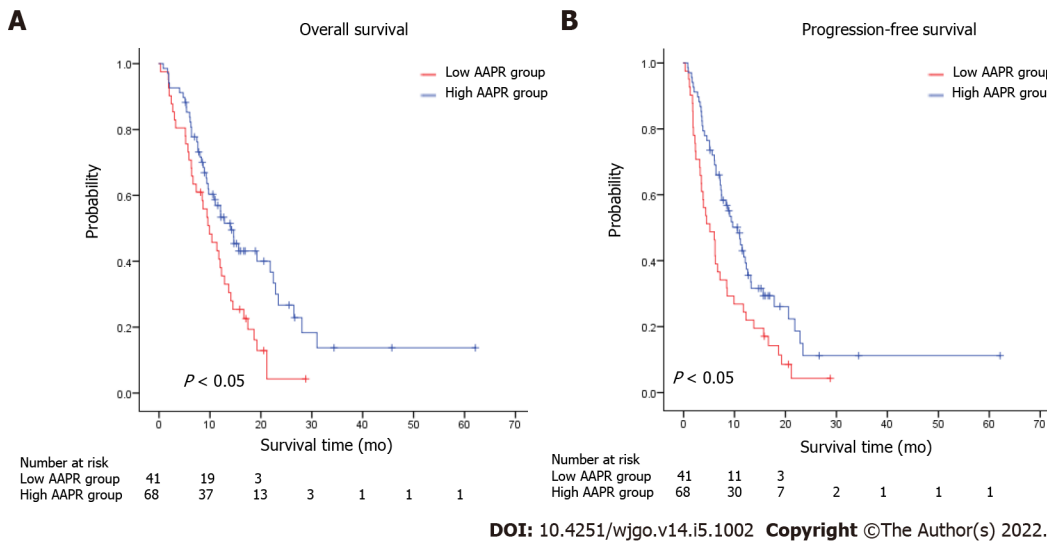 A
Overall survival
Low AAPR group
High AAPR group
Probability
1.0
0.8
0.6
0.4
0.2
0.0
P < 0.05
0 10 20 30 40 50 60 70
Survival time (mo)
Number at risk
Low AAPR group 41 19 3
High AAPR group 68 37 13 3 1 1 1
B
Progression-free survival
Low AAPR group
High AAPR group
Probability
1.0
0.8
0.6
0.4
0.2
0.0
P < 0.05
0 10 20 30 40 50 60 70
Survival time (mo)
Number at risk
Low AAPR group 41 11 3
High AAPR group 68 30 7 2 1 1 1
DOI: 10.4251/wjgo.v14.i5.1002 Copyright ©The Author(s) 2022.